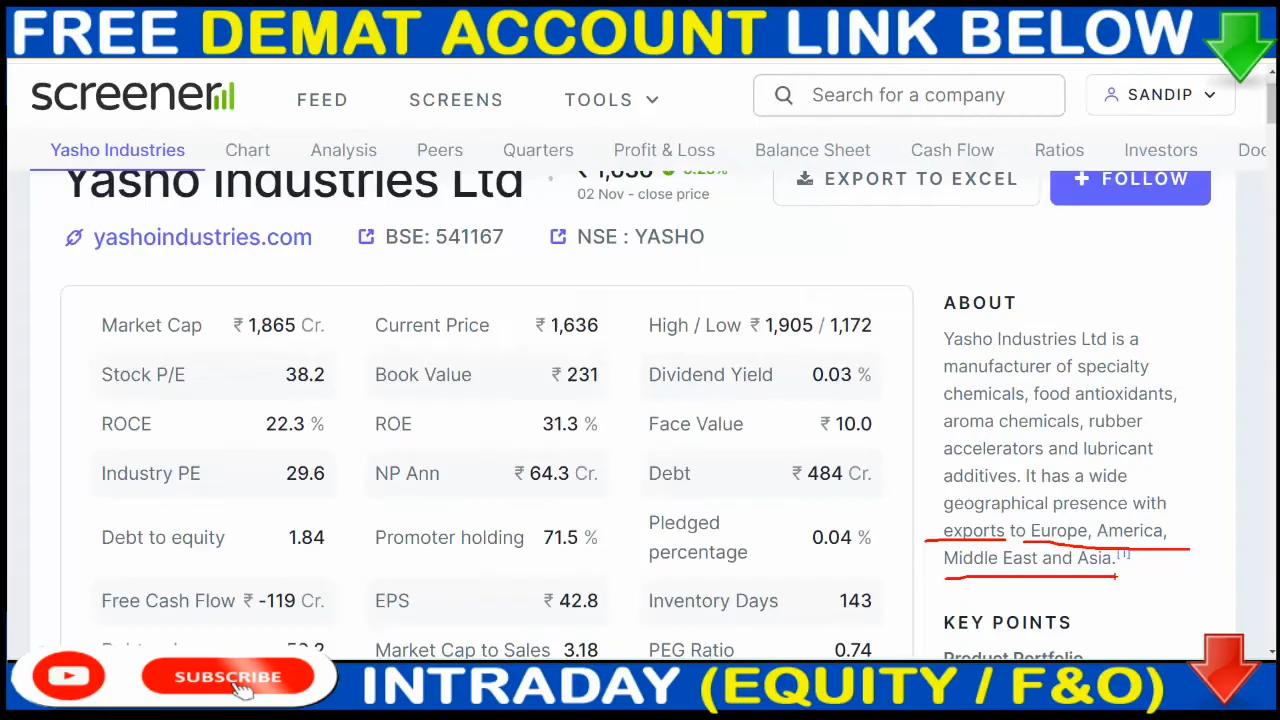 FREE DEMAT ACCOUNT LINK BELOW
screener
FEED
SCREENS
TOOLS
Search for a company
SANDIP
Yasho Industries
Chart
Analysis
Peers
Quarters
Profit & Loss
Balance Sheet
Cash Flow
Ratios
Investors
Yasho Industries Ltd
₹ 1,636
02 Nov - close price
EXPORT TO EXCEL
+ FOLLOW
yashoindustries.com
BSE: 541167
NSE : YASHO
Market Cap ₹ 1,865 Cr.
Current Price ₹ 1,636
High / Low ₹ 1,905 / 1,172
Stock P/E 38.2
Book Value ₹ 231
Dividend Yield 0.03 %
ROCE 22.3 %
ROE 31.3 %
Face Value ₹ 10.0
Industry PE 29.6
NP Ann ₹ 64.3 Cr.
Debt ₹ 484 Cr.
Debt to equity 1.84
Promoter holding 71.5 %
Pledged
percentage 0.04 %
Free Cash Flow ₹ -119 Cr.
EPS ₹ 42.8
Inventory Days 143
Market Cap to Sales 3.18
PEG Ratio 0.74
ABOUT
Yasho Industries Ltd is a
manufacturer of specialty
chemicals, food antioxidants,
aroma chemicals, rubber
accelerators and lubricant
additives. It has a wide
geographical presence with
exports to Europe, America,
Middle East and Asia.[1]
KEY POINTS
Product Portfolio
SUBSCRIBE
INTRADAY (EQUITY / F&O)